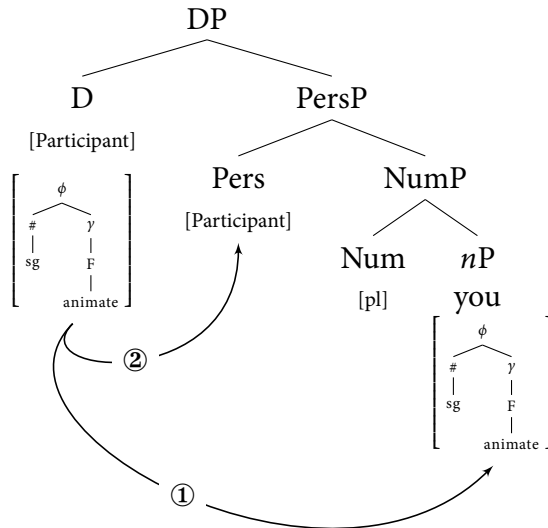 DP
D PersP
[Participant]
Pers NumP
[Participant]
ϕ
# γ
sg F
animate
Num nP
[pl] you
ϕ
# γ
sg F
animate
②
①